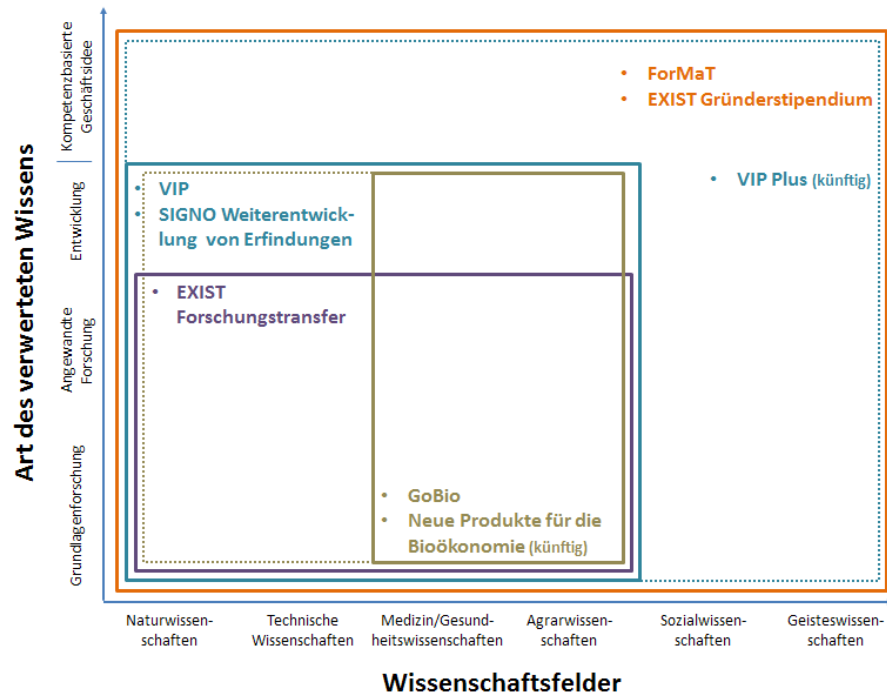 Art des verwerteten Wissens
Kompetenzbasierte
Geschäftsidee
Entwicklung
Angewandte
Forschung
Grundlagenforschung
• ForMaT
• EXIST Gründerstipendium
• VIP Plus (künftig)
• VIP
• SIGNO Weiterentwick-
lung von Erfindungen
• EXIST
Forschungstransfer
• GoBio
• Neue Produkte für die
Bioökonomie (künftig)
Naturwissen-
schaften
Technische
Wissenschaften
Medizin/Gesund-
heitswissenschaften
Agrarwissen-
schaften
Sozialwissen-
schaften
Geisteswissen-
schaften
Wissenschaftsfelder